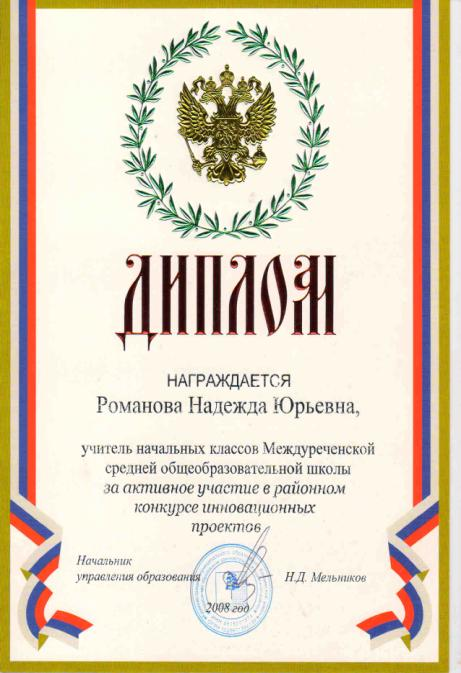 ДИПЛОМ
НАГРАЖДАЕТСЯ
Романова Надежда Юрьевна,
учитель начальных классов Междуреченской
средней общеобразовательной школы
за активное участие в районном
конкурсе инновационных
проектов
Начальник
управления образования
Н.Д. Мельников
2008 год